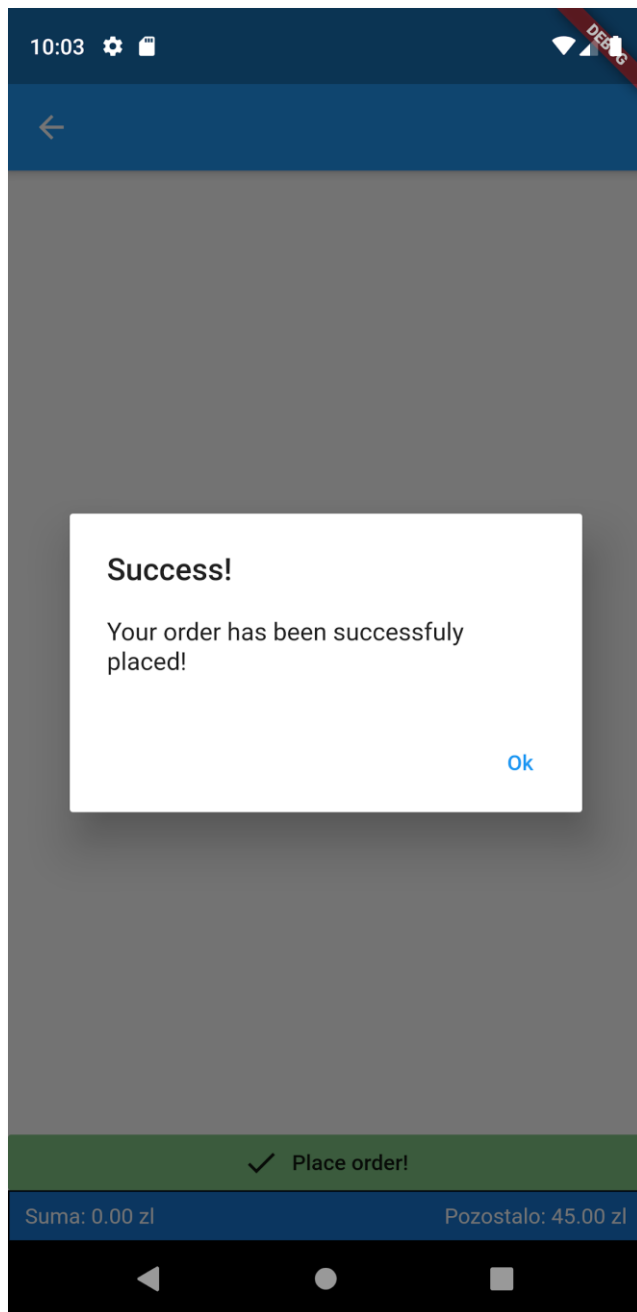 10:03
DEBUG
Success!
Your order has been successfuly
placed!
Ok
Place order!
Suma: 0.00 zl
Pozostalo: 45.00 zl